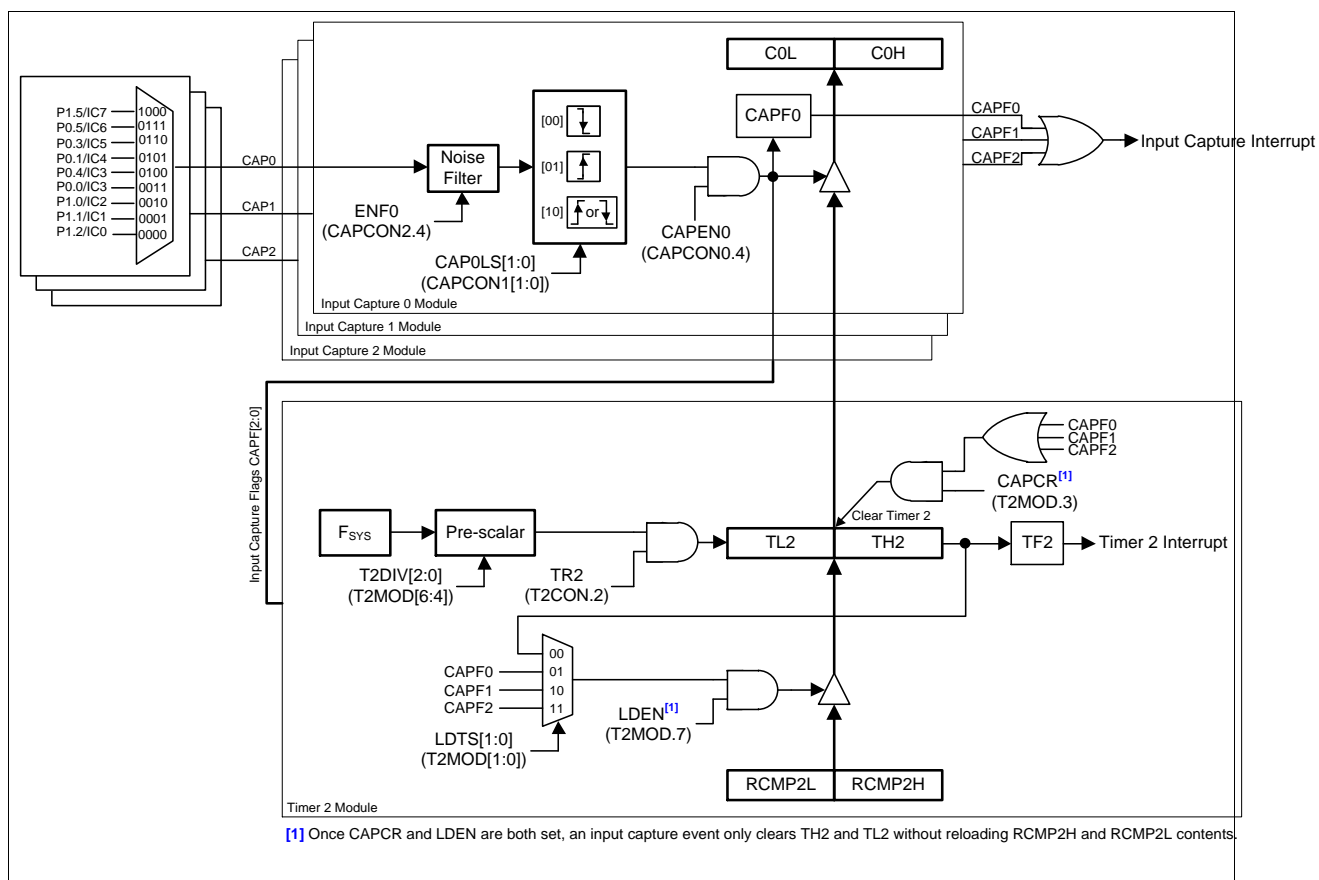 C0L C0H
P1.5/IC7 1000
P0.5/IC6 0111
P0.3/IC5 0110
P0.1/IC4 0101
P0.4/IC3 0100
P0.0/IC3 0011
P1.0/IC2 0010
P1.1/IC1 0001
P1.2/IC0 0000
CAP0
CAP1
CAP2
Noise
Filter
ENF0
(CAPCON2.4)
[00]
[01]
[10] or
CAP0LS[1:0]
(CAPCON1[1:0])
CAPEN0
(CAPCON0.4)
CAPF0
CAPF0
CAPF1
CAPF2
Input Capture Interrupt
Input Capture 0 Module
Input Capture 1 Module
Input Capture 2 Module
Input Capture Flags CAPF[2:0]
CAPF0
CAPF1
CAPF2
CAPCR[1]
(T2MOD.3)
Clear Timer 2
FSYS
Pre-scalar
T2DIV[2:0]
(T2MOD[6:4])
TR2
(T2CON.2)
TL2 TH2
TF2
Timer 2 Interrupt
00
CAPF0 01
CAPF1 10
CAPF2 11
LDTS[1:0]
(T2MOD[1:0])
LDEN[1]
(T2MOD.7)
RCMP2L RCMP2H
Timer 2 Module
[1] Once CAPCR and LDEN are both set, an input capture event only clears TH2 and TL2 without reloading RCMP2H and RCMP2L contents.